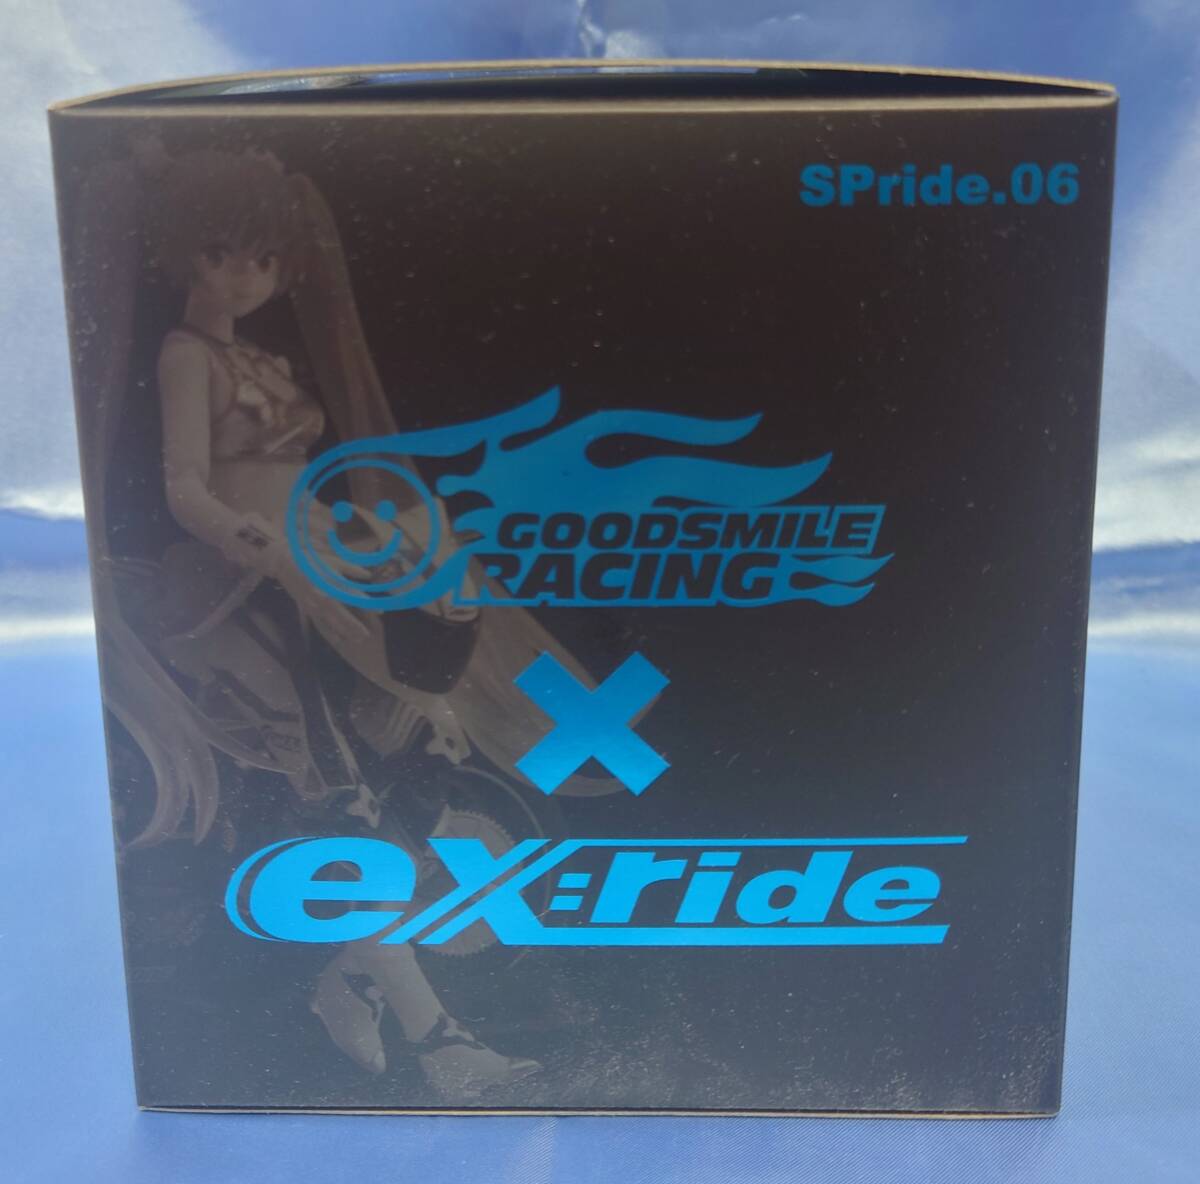 SPride.06
GOODSMILE
RACING
×
ex:ride